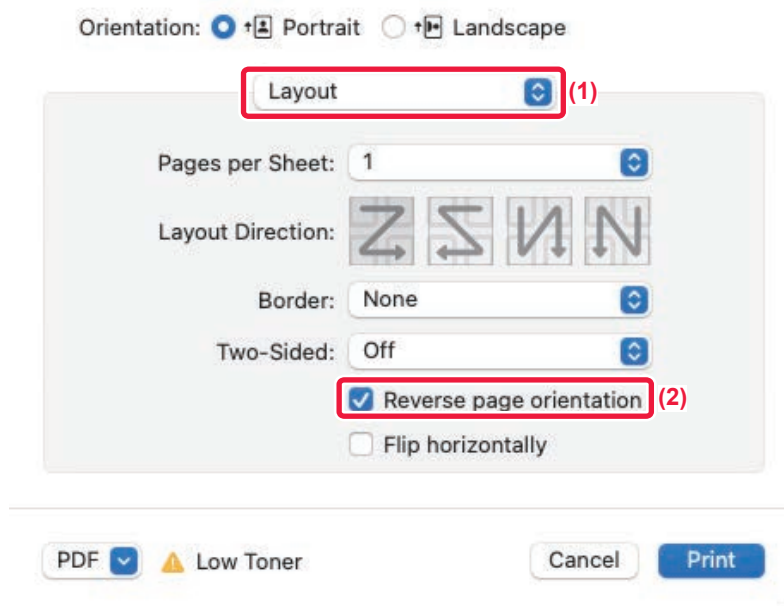 Orientation: Portrait Landscape
Layout (1)
Pages per Sheet: 1
Layout Direction:
Border: None
Two-Sided: Off
Reverse page orientation (2)
Flip horizontally
PDF Low Toner Cancel Print